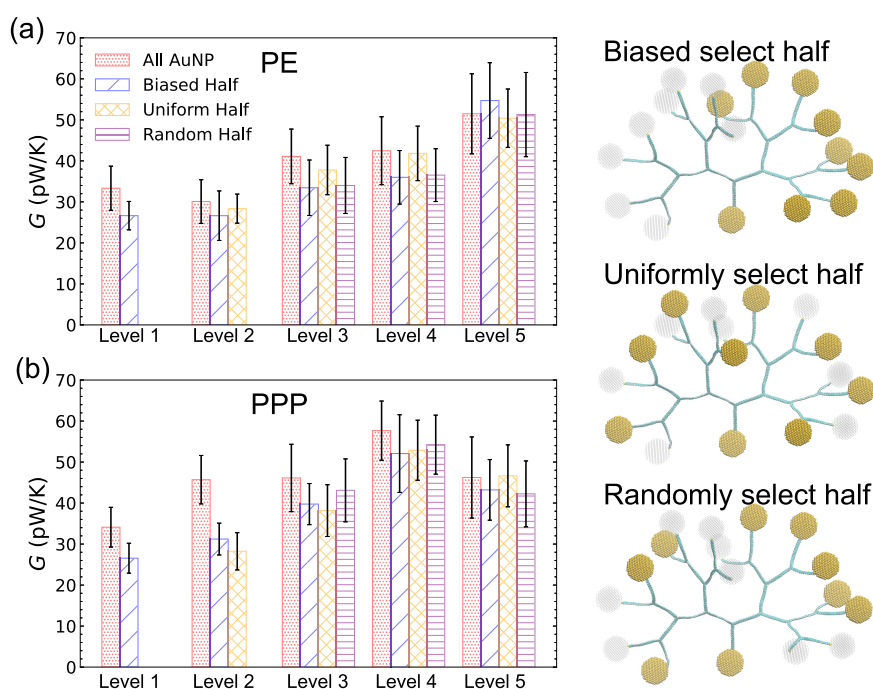 (a)
70
60
50
40
30
20
10
0
G (pW/K)
All AuNP
Biased Half
Uniform Half
Random Half
PE
Level 1 Level 2 Level 3 Level 4 Level 5
(b)
70
60
50
40
30
20
10
0
G (pW/K)
PPP
Level 1 Level 2 Level 3 Level 4 Level 5
Biased select half
Uniformly select half
Randomly select half